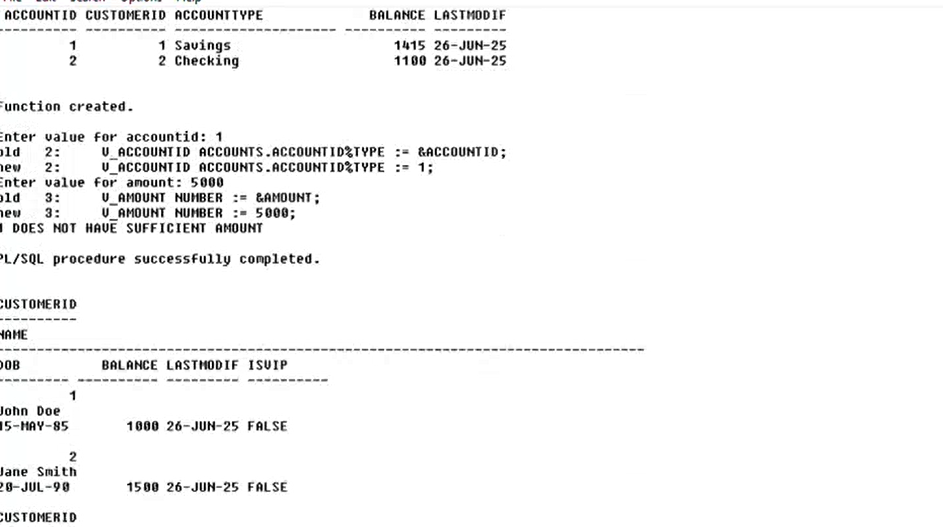 ACCOUNTID CUSTOMERID ACCOUNTTYPE BALANCE LASTMODIF
---------- ---------- -------------------- ---------- ---------
1 1 Savings 1415 26-JUN-25
2 2 Checking 1100 26-JUN-25
Function created.
Enter value for accountid: 1
old 2: V_ACCOUNTID ACCOUNTS.ACCOUNTID%TYPE := &ACCOUNTID;
new 2: V_ACCOUNTID ACCOUNTS.ACCOUNTID%TYPE := 1;
Enter value for amount: 5000
old 3: V_AMOUNT NUMBER := &AMOUNT;
new 3: V_AMOUNT NUMBER := 5000;
1 DOES NOT HAVE SUFFICIENT AMOUNT
PL/SQL procedure successfully completed.
CUSTOMERID
----------
NAME
--------------------------------------------------------------------------------
DOB BALANCE LASTMODIF ISVIP
--------- ---------- --------- ----------
1
John Doe
15-MAY-85 1000 26-JUN-25 FALSE
2
Jane Smith
20-JUL-90 1500 26-JUN-25 FALSE
CUSTOMERID